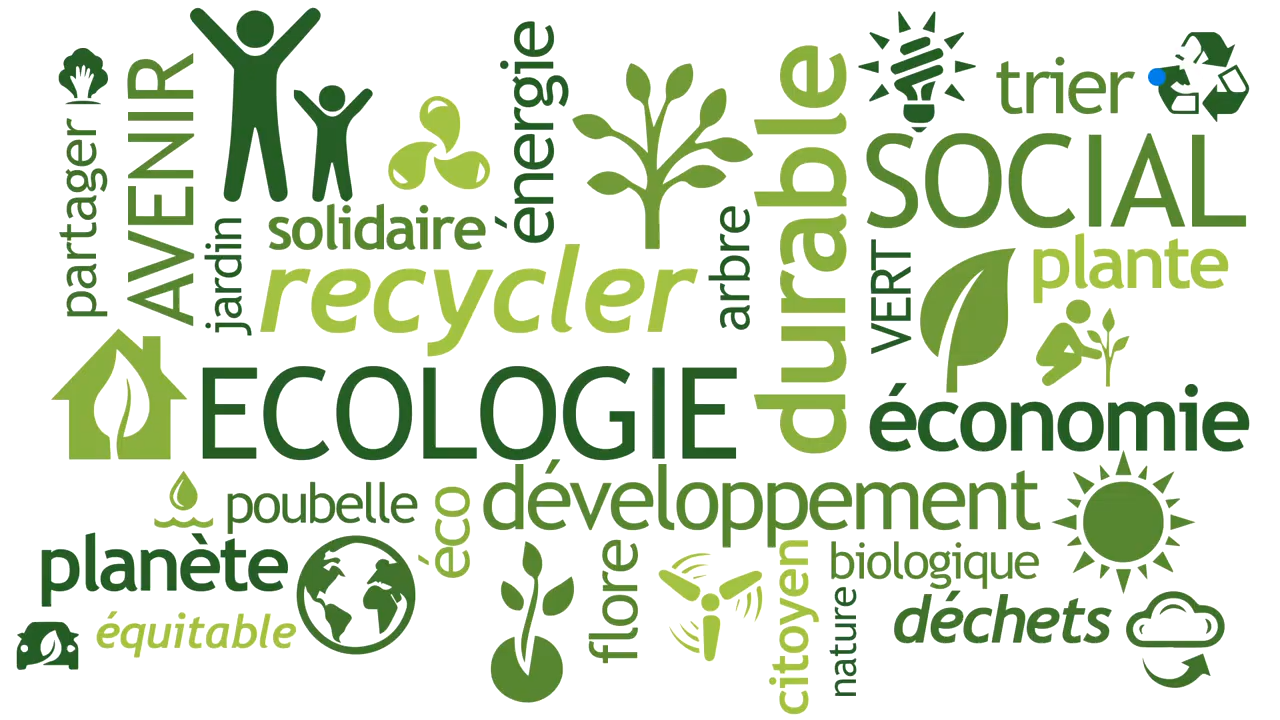 partager
AVENIR
énergie
durable
trier
SOCIAL
jardin
solidaire
recycler
arbre
VERT
plante
ECOLOGIE
économie
poubelle
éco
développement
planète
équitable
flore
citoyen
biologique
nature
déchets